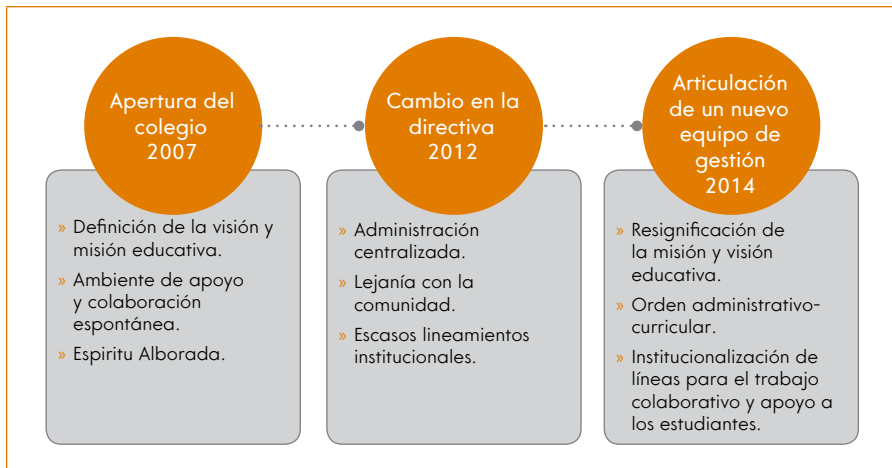 Apertura del
colegio
2007
» Definición de la visión y
misión educativa.
» Ambiente de apoyo
y colaboración
espontánea.
» Espiritu Alborada.
Cambio en la
directiva
2012
» Administración
centralizada.
» Lejanía con la
comunidad.
» Escasos lineamientos
institucionales.
Articulación
de un nuevo
equipo de
gestión
2014
» Resignificación de
la misión y visión
educativa.
» Orden administrativo-
curricular.
» Institucionalización de
líneas para el trabajo
colaborativo y apoyo a
los estudiantes.